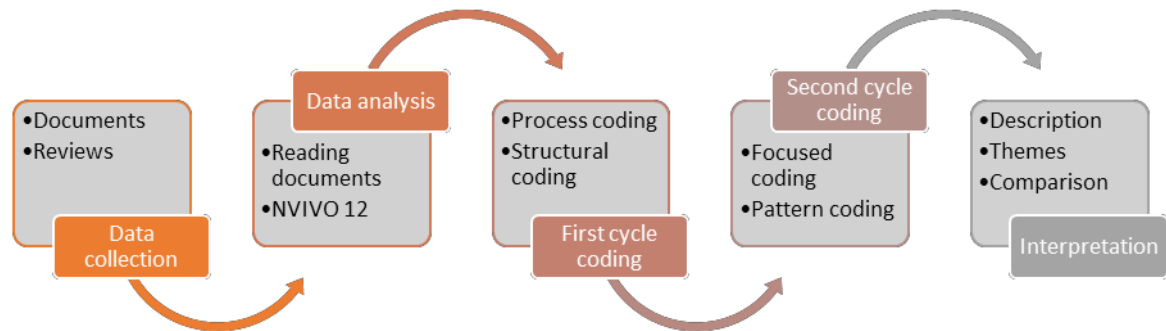 •Documents
•Reviews
Data
collection
Data analysis
•Reading
documents
•NVIVO 12
•Process coding
•Structural
coding
First cycle
coding
Second cycle
coding
•Focused
coding
•Pattern coding
•Description
•Themes
•Comparison
Interpretation